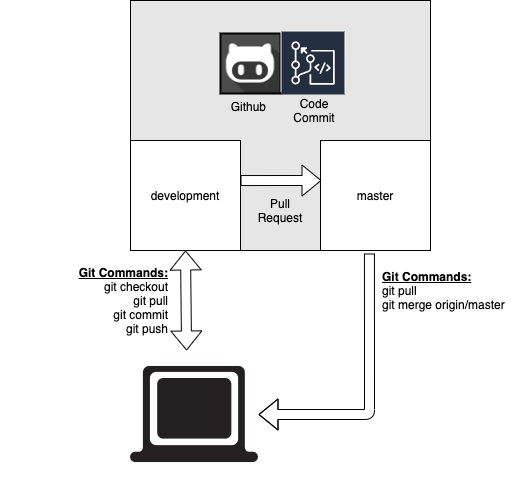 Github
Code
Commit
development
Pull
Request
master
Git Commands:
git checkout
git pull
git commit
git push
Git Commands:
git pull
git merge origin/master